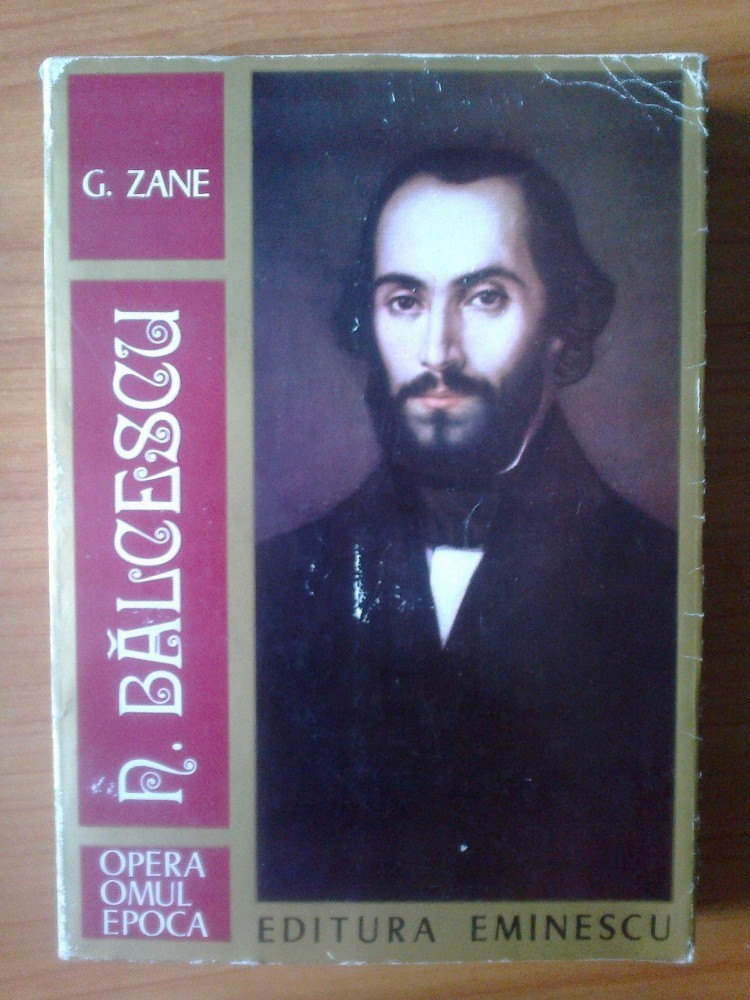 G. ZANE
N. BĂLCESCU
OPERA
OMUL
EPOCA
EDITURA EMINESCU